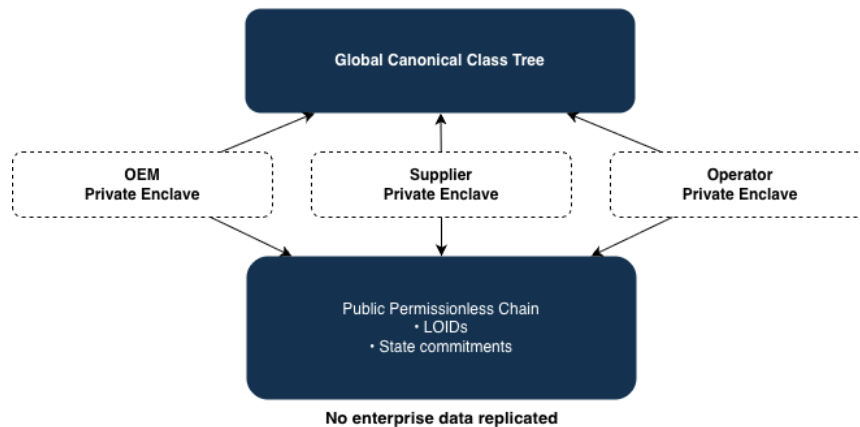 Global Canonical Class Tree
OEM
Private Enclave
Supplier
Private Enclave
Operator
Private Enclave
Public Permissionless Chain
• LOIDs
• State commitments
No enterprise data replicated